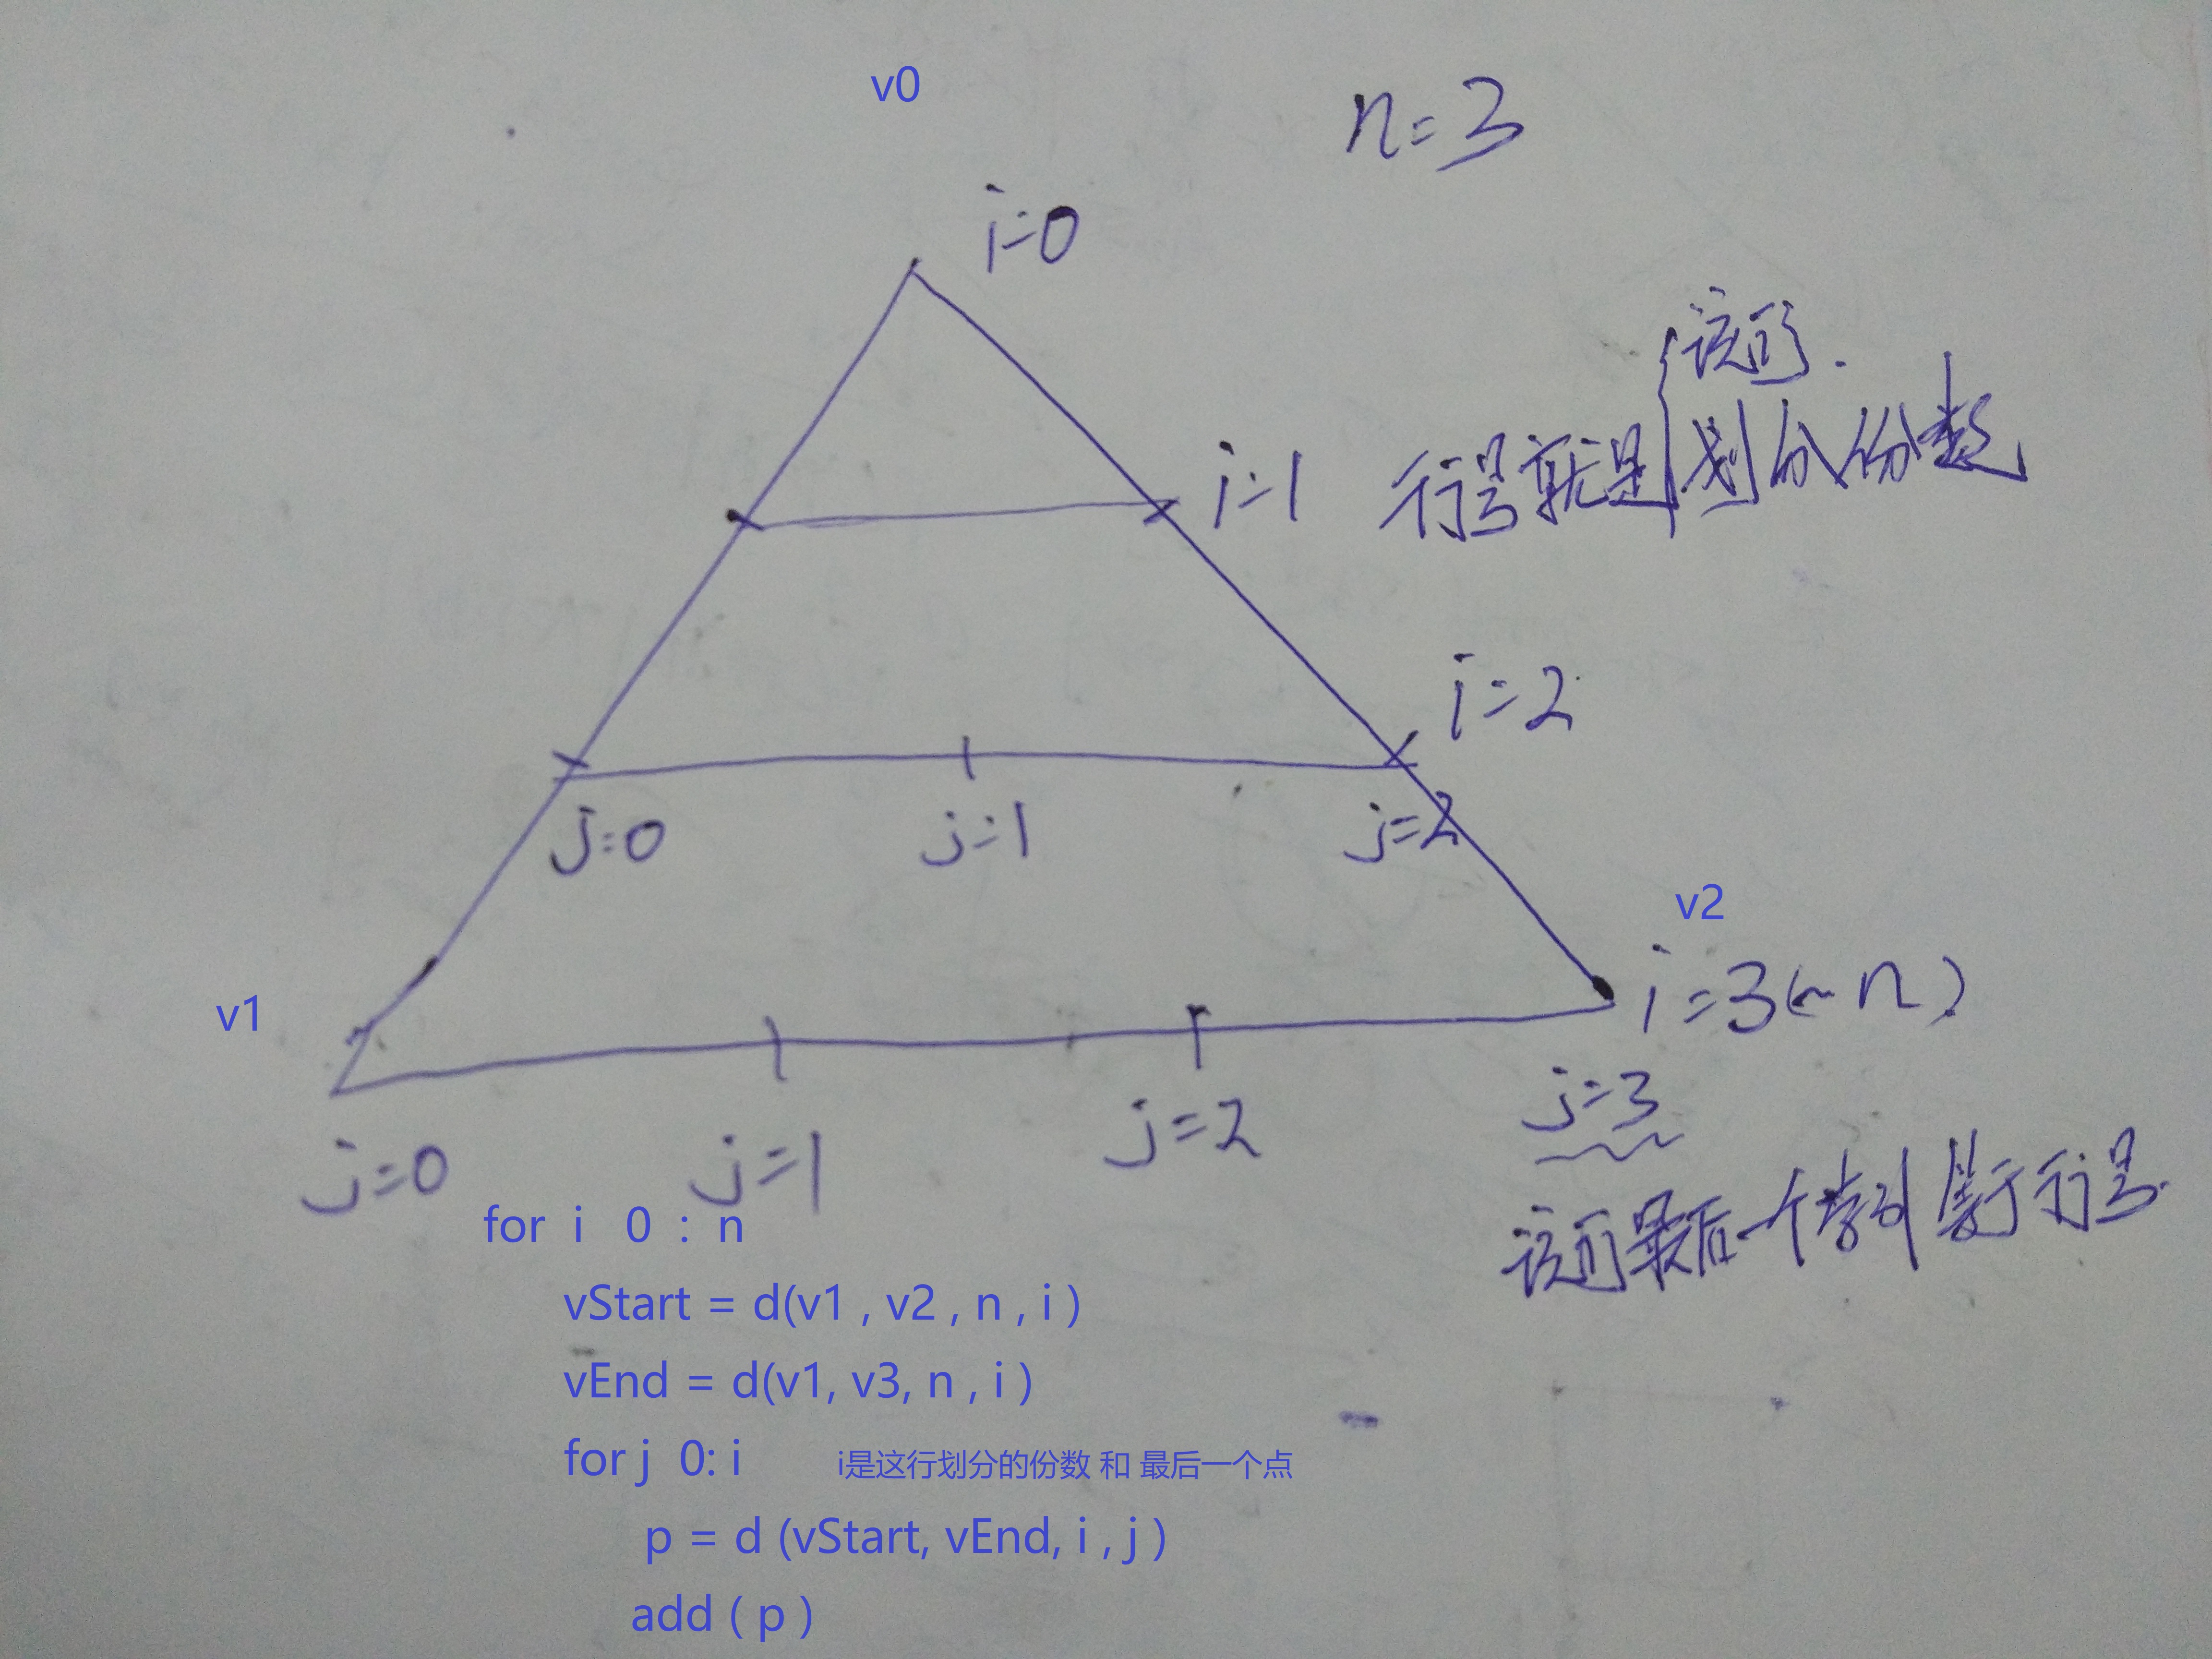 v0
n=3
i=0
该行.
i=1 行号就是 划分份数
i=2
j=0 j=1 j=2
v2
v1
i=3(~n)
j=3
j=0 j=1 j=2
该行最后一个 等于行号.
for i 0 : n
vStart = d(v1 , v2 , n , i )
vEnd = d(v1, v3, n , i )
for j 0: i i是这行划分的份数 和 最后一个点
p = d (vStart, vEnd, i , j )
add ( p )